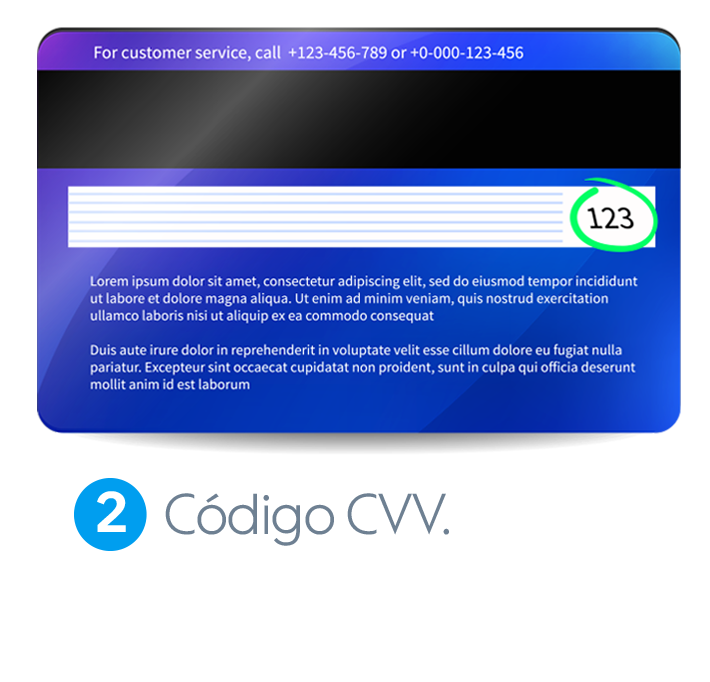 For customer service, call +123-456-789 or +0-000-123-456
123
Lorem ipsum dolor sit amet, consectetur adipiscing elit, sed do eiusmod tempor incididunt
ut labore et dolore magna aliqua. Ut enim ad minim veniam, quis nostrud exercitation
ullamco laboris nisi ut aliquip ex ea commodo consequat
Duis aute irure dolor in reprehenderit in voluptate velit esse cillum dolore eu fugiat nulla
pariatur. Excepteur sint occaecat cupidatat non proident, sunt in culpa qui officia deserunt
mollit anim id est laborum
2 Código CVV.